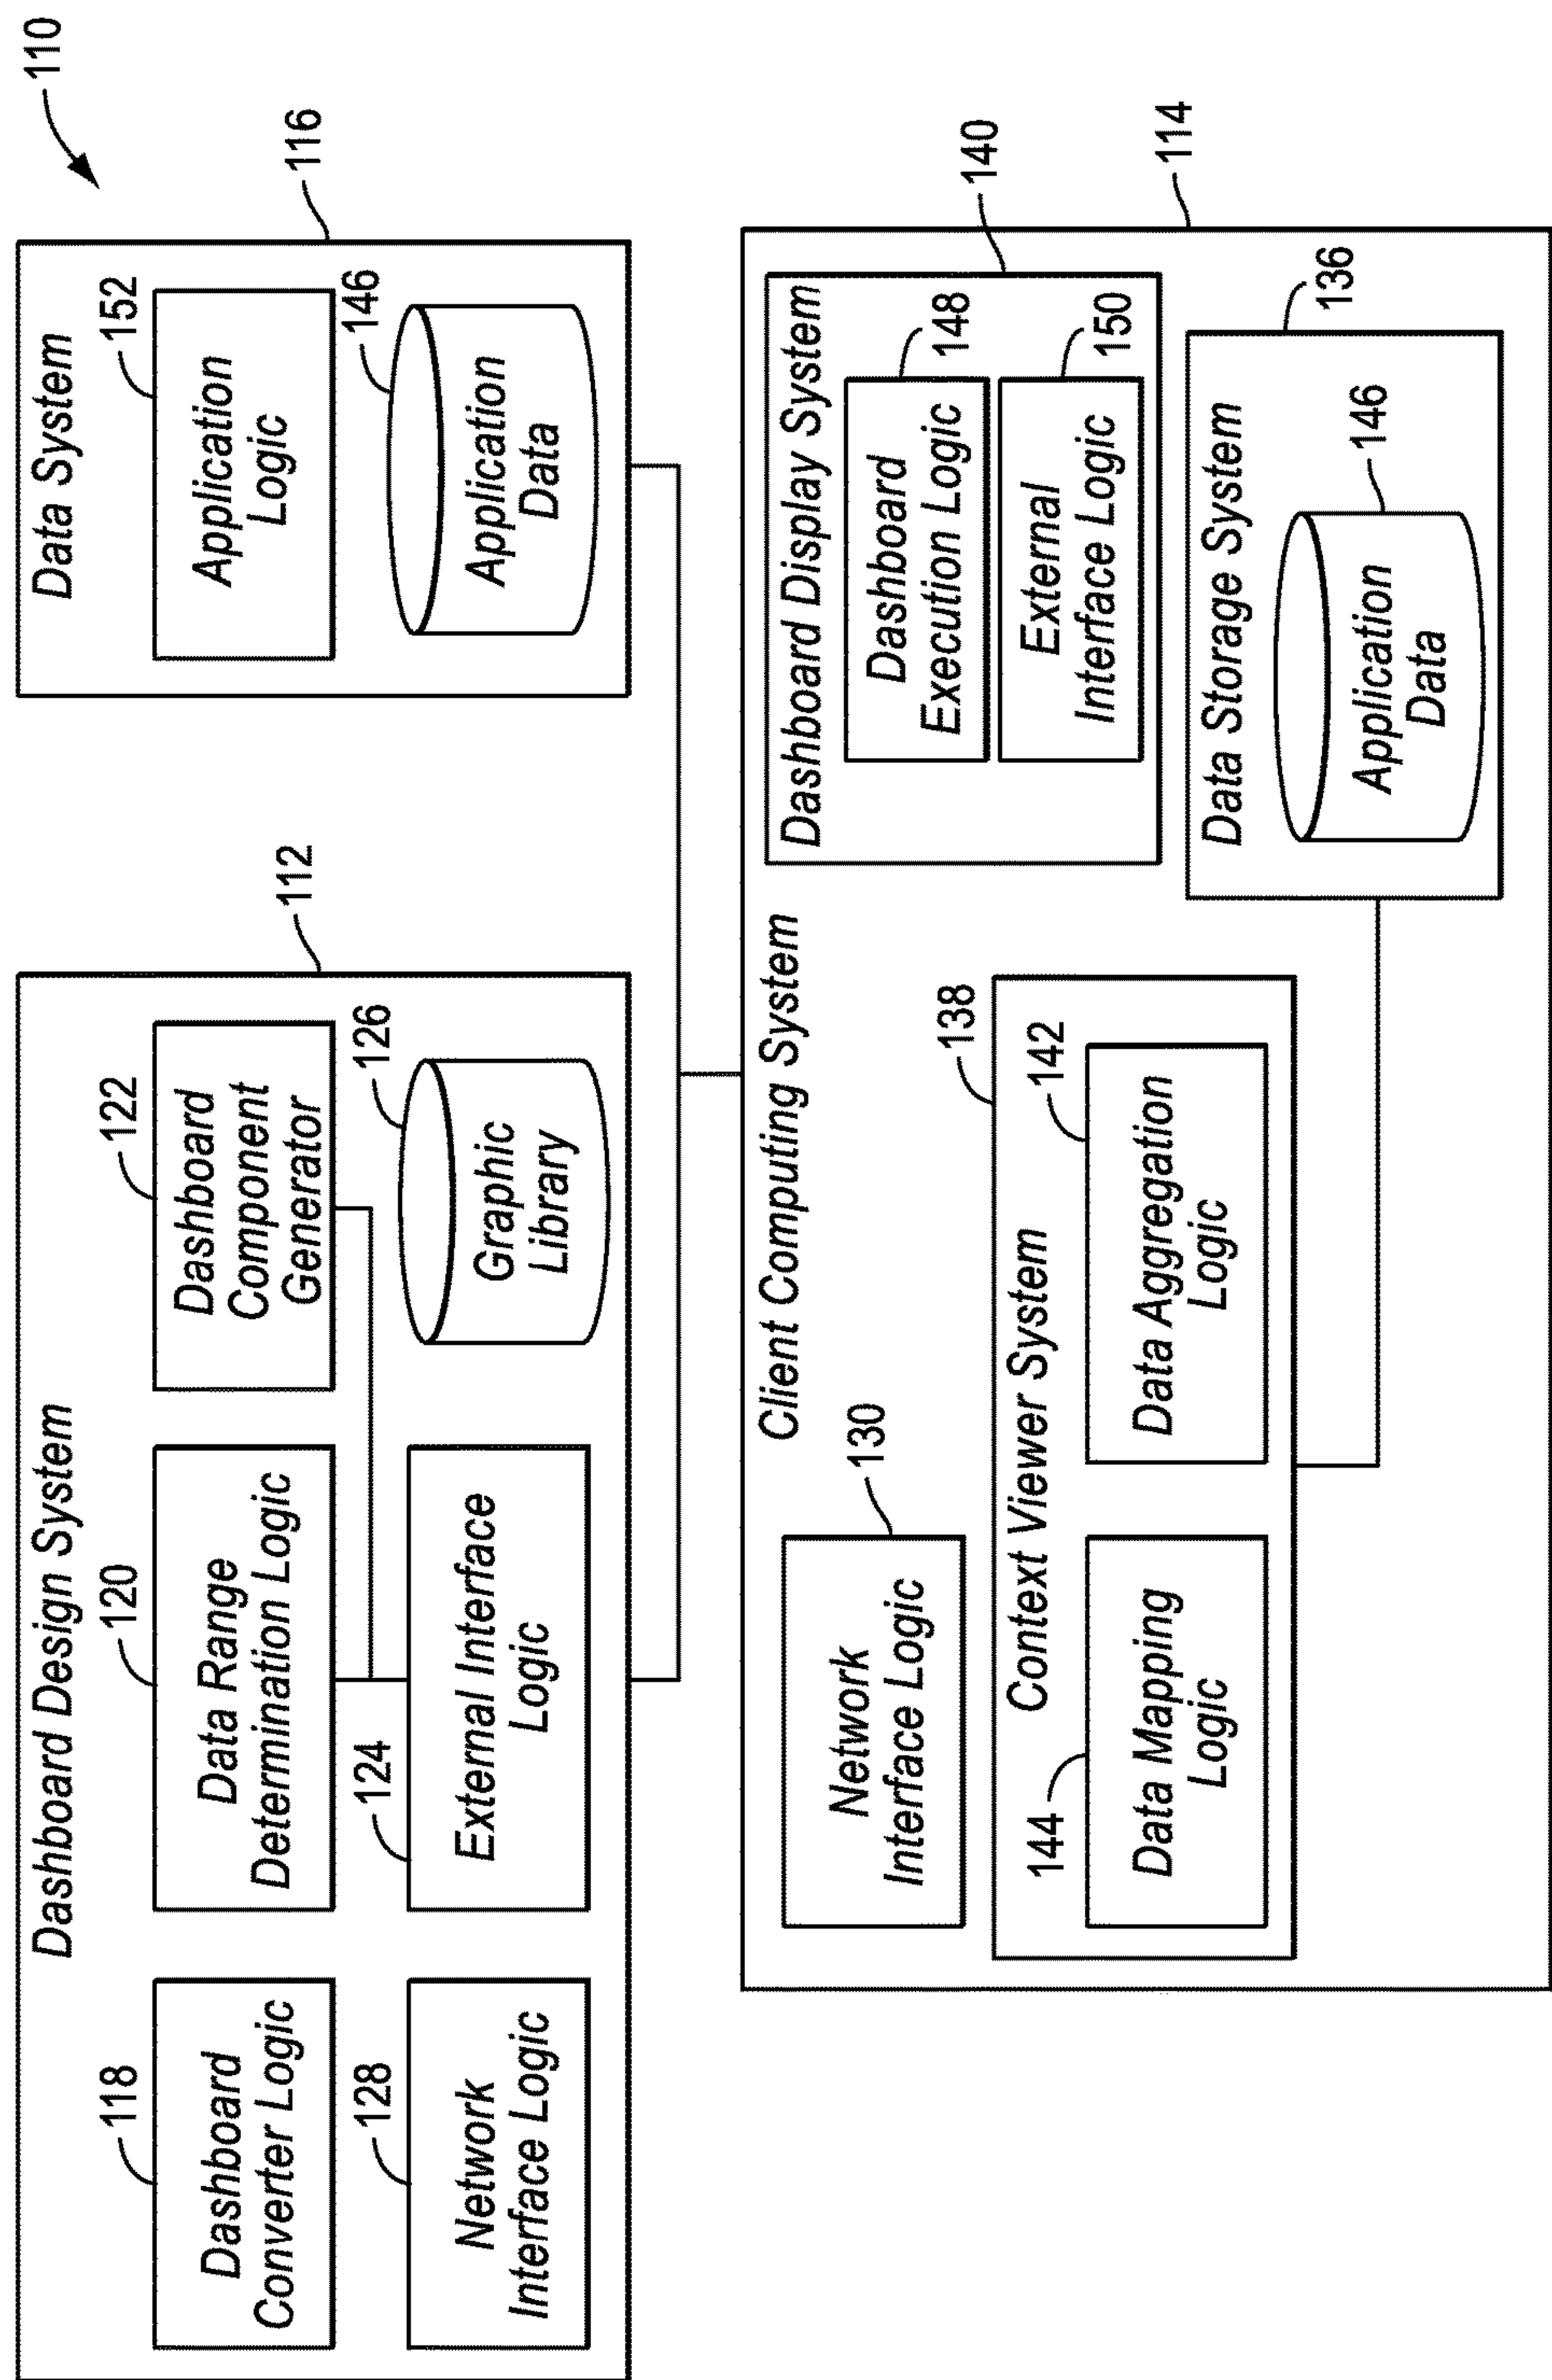 110
Dashboard Design System
112
118
Dashboard
Converter Logic
120
Data Range
Determination Logic
122
Dashboard
Component
Generator
128
Network
Interface Logic
124
External Interface
Logic
126
Graphic
Library
Data System
116
152
Application
Logic
146
Application
Data
Client Computing System
114
130
Network
Interface Logic
138
Context Viewer System
144
Data Mapping
Logic
142
Data Aggregation
Logic
140
Dashboard Display System
148
Dashboard
Execution Logic
150
External
Interface Logic
136
Data Storage System
146
Application
Data